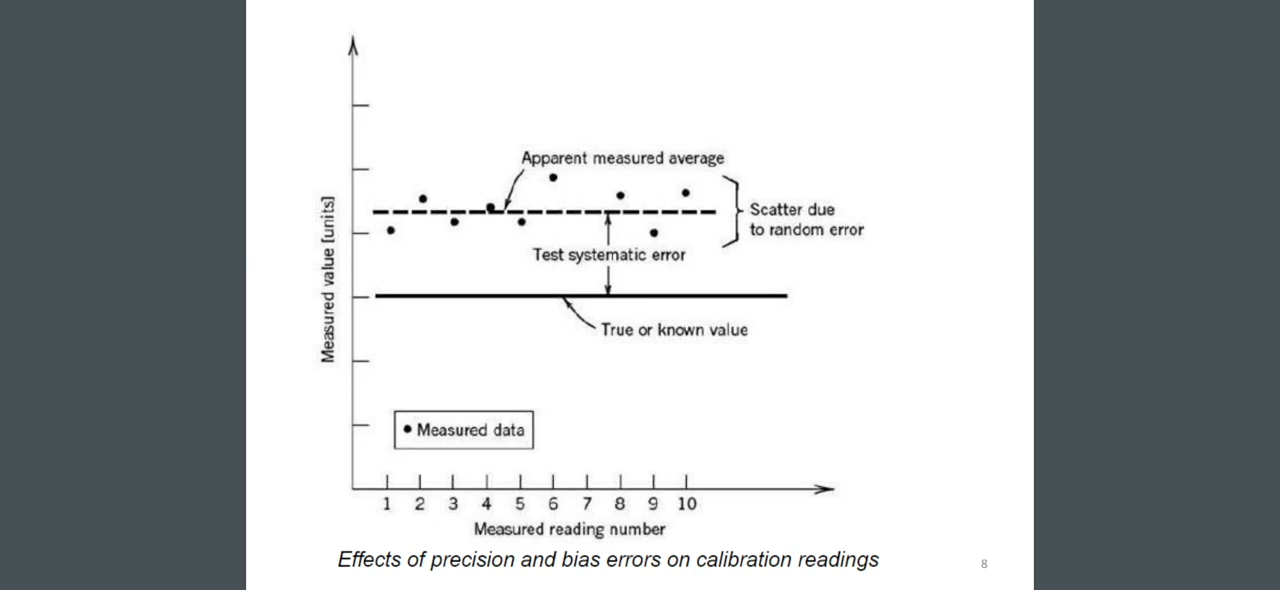 Apparent measured average
Scatter due
to random error
Measured value [units]
Test systematic error
True or known value
Measured data
1 2 3 4 5 6 7 8 9 10
Measured reading number
Effects of precision and bias errors on calibration readings
8